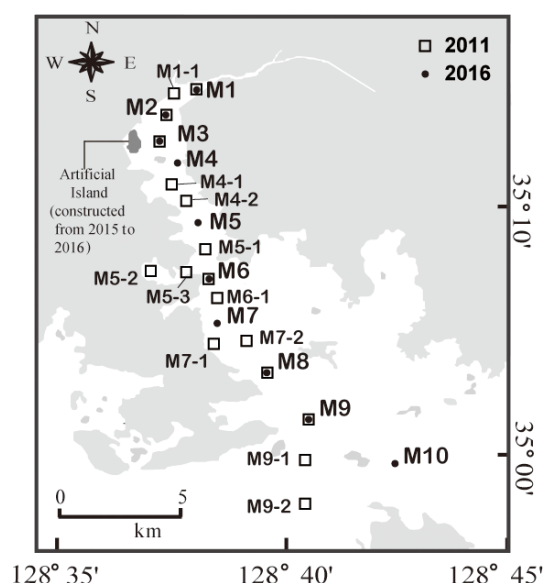 N
W E
S
2011
2016
M1-1
M1
M2
M3
M4
Artificial
Island
(constructed
from 2015 to
2016)
M4-1
M4-2
M5
M5-1
M5-2
M5-3
M6
M6-1
M7
M7-1
M7-2
M8
M9
M9-1
M10
M9-2
35° 10'
35° 00'
0 5
km
128° 35'
128° 40'
128° 45'